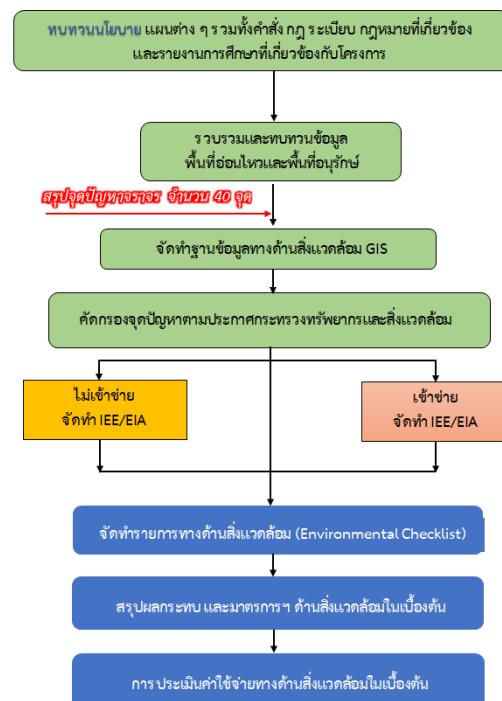 ทบทวนนโยบาย แผนต่าง ๆ รวมทั้งคำสั่ง กฎ ระเบียบ กฎหมายที่เกี่ยวข้อง
และรายงานการศึกษาที่เกี่ยวข้องกับโครงการ
รวบรวมและทบทวนข้อมูล
พื้นที่อ่อนไหวและพื้นที่อนุรักษ์
สรุปจุดปัญหาจราจร จำนวน 40 จุด
จัดทำฐานข้อมูลทางด้านสิ่งแวดล้อม GIS
คัดกรองจุดปัญหาตามประกาศกระทรวงทรัพยากรและสิ่งแวดล้อม
ไม่เข้าข่าย
จัดทำ IEE/EIA
เข้าข่าย
จัดทำ IEE/EIA
จัดทำรายการทางด้านสิ่งแวดล้อม (Environmental Checklist)
สรุปผลกระทบ และมาตรการฯ ด้านสิ่งแวดล้อมในเบื้องต้น
การประเมินค่าใช้จ่ายทางด้านสิ่งแวดล้อมในเบื้องต้น